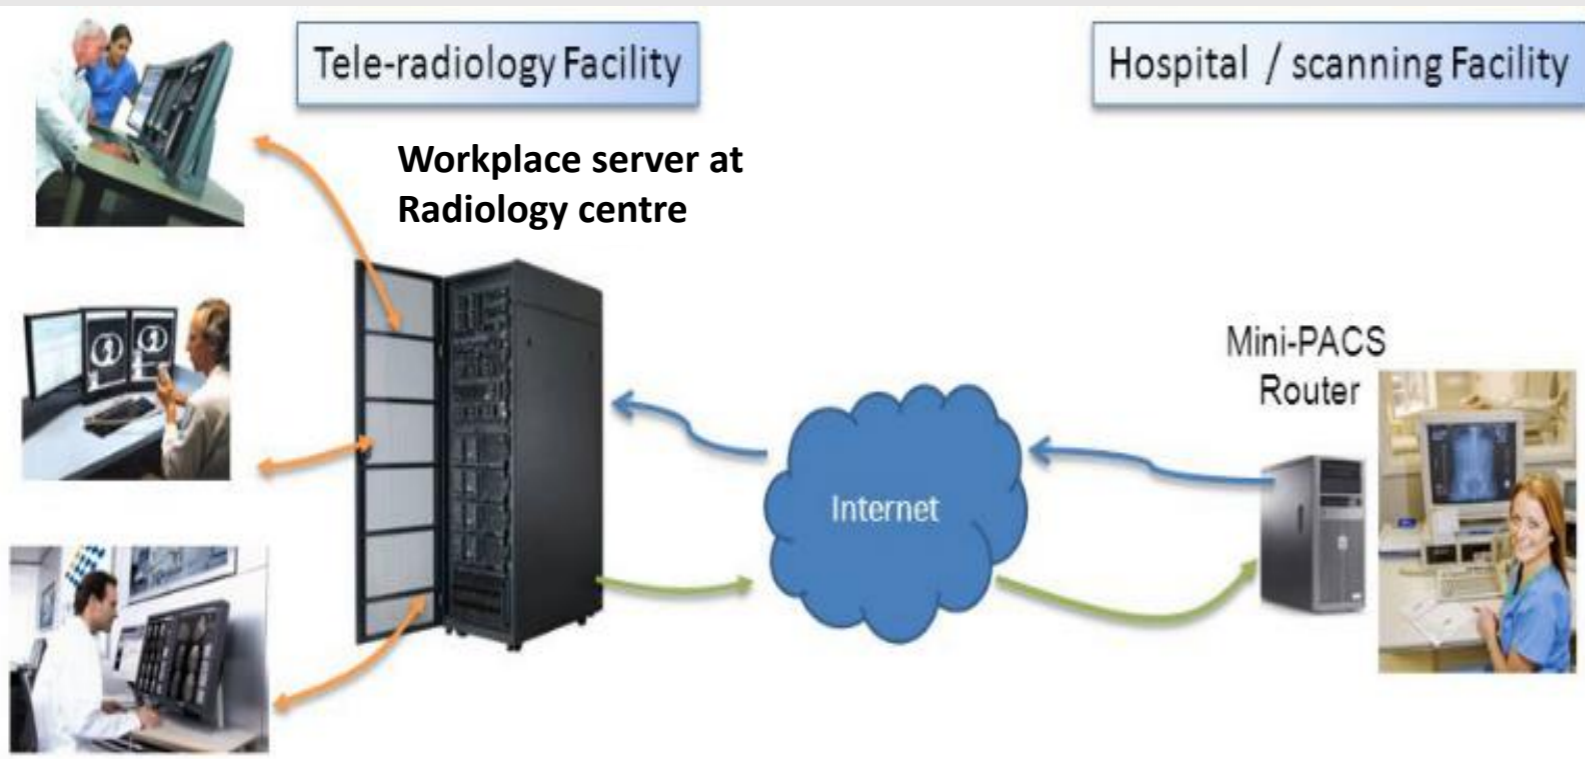 Tele-radiology Facility
Hospital / scanning Facility
Workplace server at
Radiology centre
Mini-PACS
Router
Internet